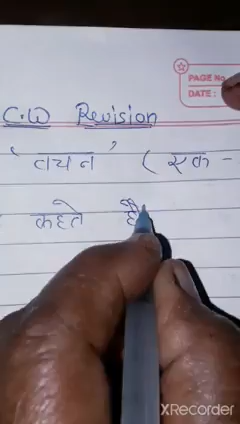 PAGE No
DATE :
C.W Revision
' वचन ' ( एक -
कहते है
XRecorder